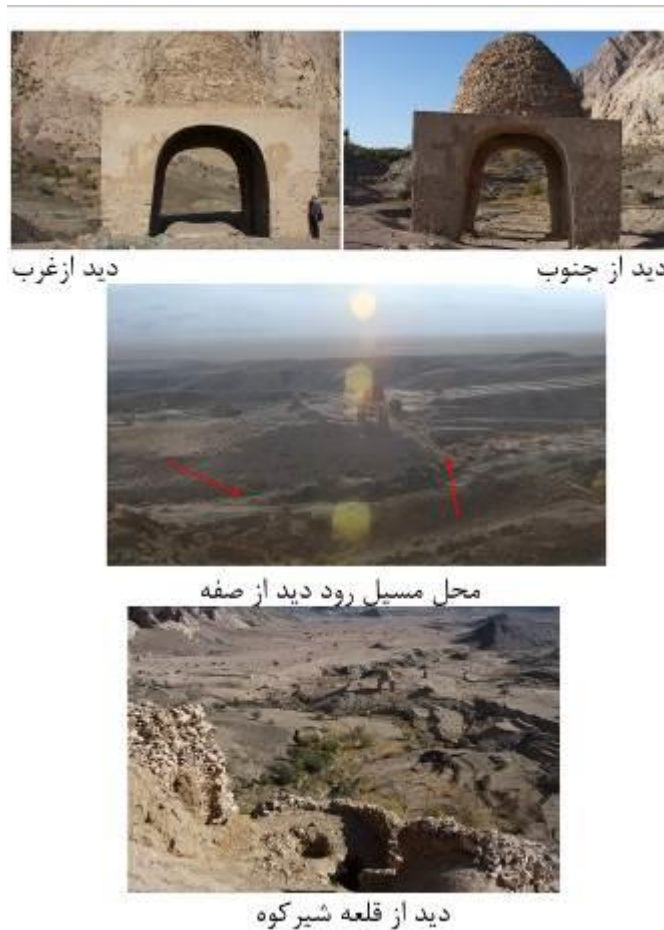 دید از جنوب
دید ازغرب
محل مسیل رود دید از صفه
دید از قلعه شیرکوه